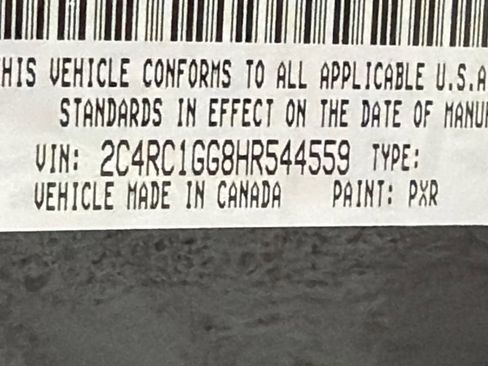 HIS VEHICLE CONFORMS TO ALL APPLICABLE U.S.A
STANDARDS IN EFFECT ON THE DATE OF MANU
VIN: 2C4RC1GG8HR544559 TYPE:
VEHICLE MADE IN CANADA PAINT: PXR